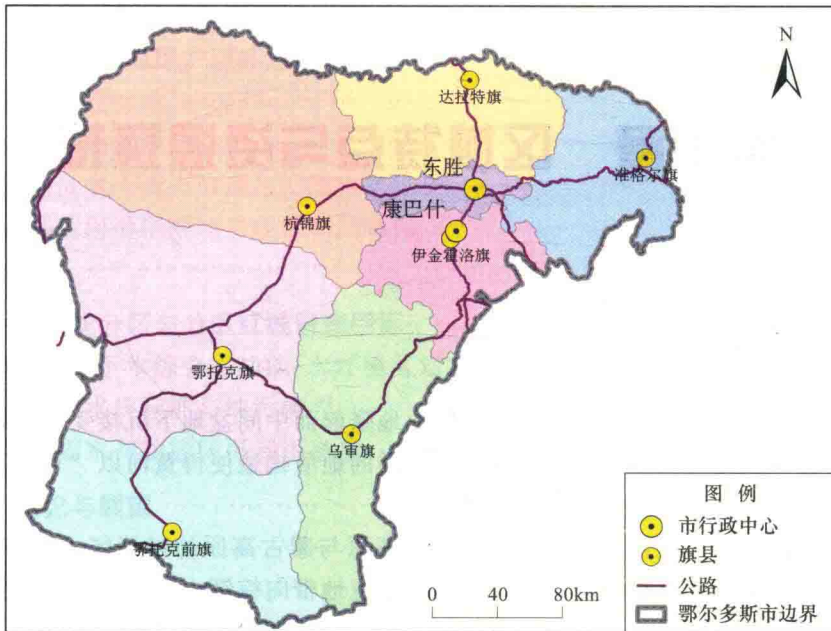 N
达拉特旗
东胜
准格尔旗
康巴什
杭锦旗
伊金霍洛旗
鄂托克旗
乌审旗
鄂托克前旗
图 例
市行政中心
旗县
公路
鄂尔多斯市边界
0 40 80km